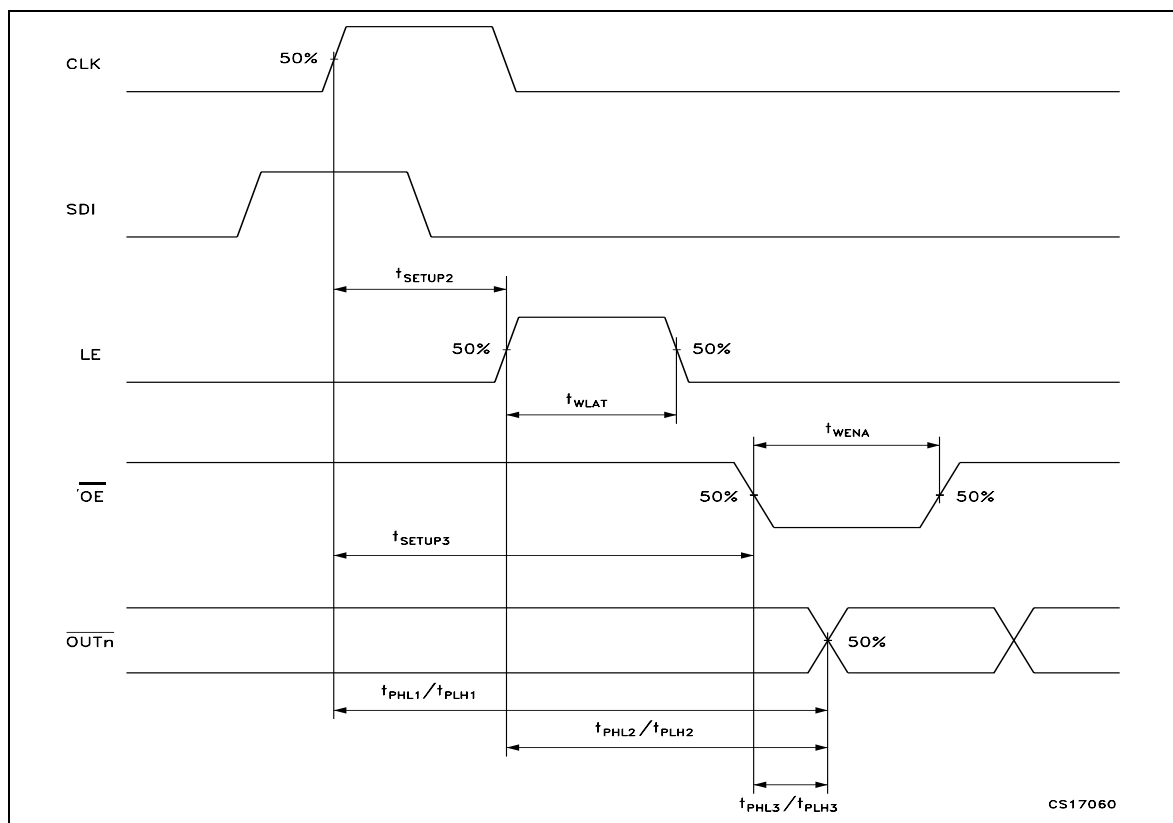 CLK
50%
SDI
tSETUP2
LE
50%
50%
tWLAT
tWENA
OE
50%
50%
tSETUP3
OUTn
50%
tPHL1/tPLH1
tPHL2/tPLH2
tPHL3/tPLH3
CS17060